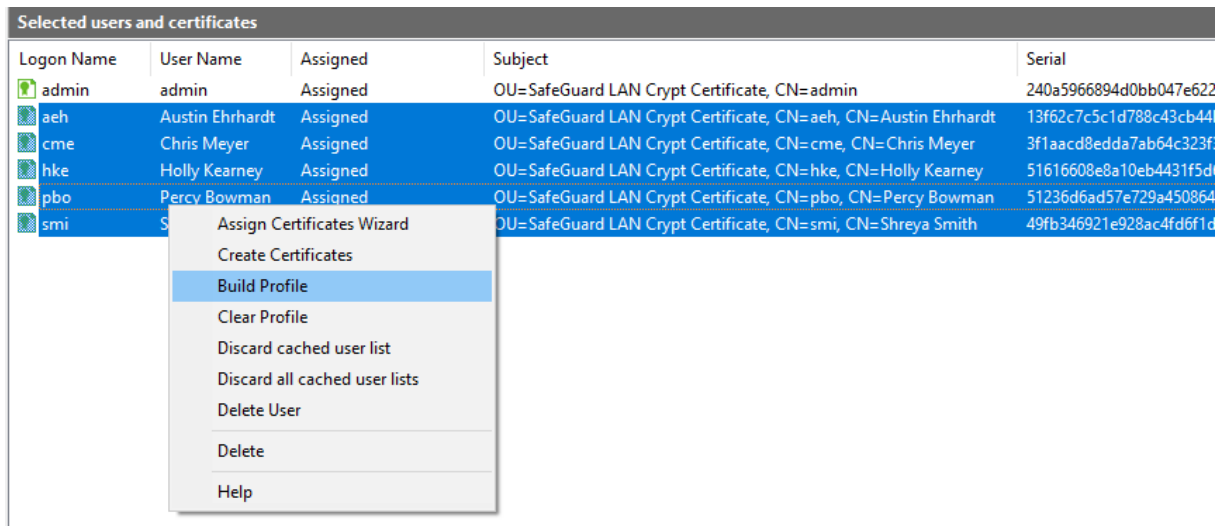 Selected users and certificates
Logon Name User Name Assigned Subject Serial
admin admin Assigned OU=SafeGuard LAN Crypt Certificate, CN=admin 240a5966894d0bb047e622
aeh Austin Ehrhardt Assigned OU=SafeGuard LAN Crypt Certificate, CN=aeh, CN=Austin Ehrhardt 13f62c7c5c1d788c43cb44
cme Chris Meyer Assigned OU=SafeGuard LAN Crypt Certificate, CN=cme, CN=Chris Meyer 3f1aacd8edda7ab64c323f
hke Holly Kearney Assigned OU=SafeGuard LAN Crypt Certificate, CN=hke, CN=Holly Kearney 51616608e8a10eb4431f5d
pbo Percy Bowman Assigned OU=SafeGuard LAN Crypt Certificate, CN=pbo, CN=Percy Bowman 51236d6ad57e729a450864
smi S OU=SafeGuard LAN Crypt Certificate, CN=smi, CN=Shreya Smith 49fb346921e928ac4fd6f1d
Assign Certificates Wizard
Create Certificates
Build Profile
Clear Profile
Discard cached user list
Discard all cached user lists
Delete User
Delete
Help